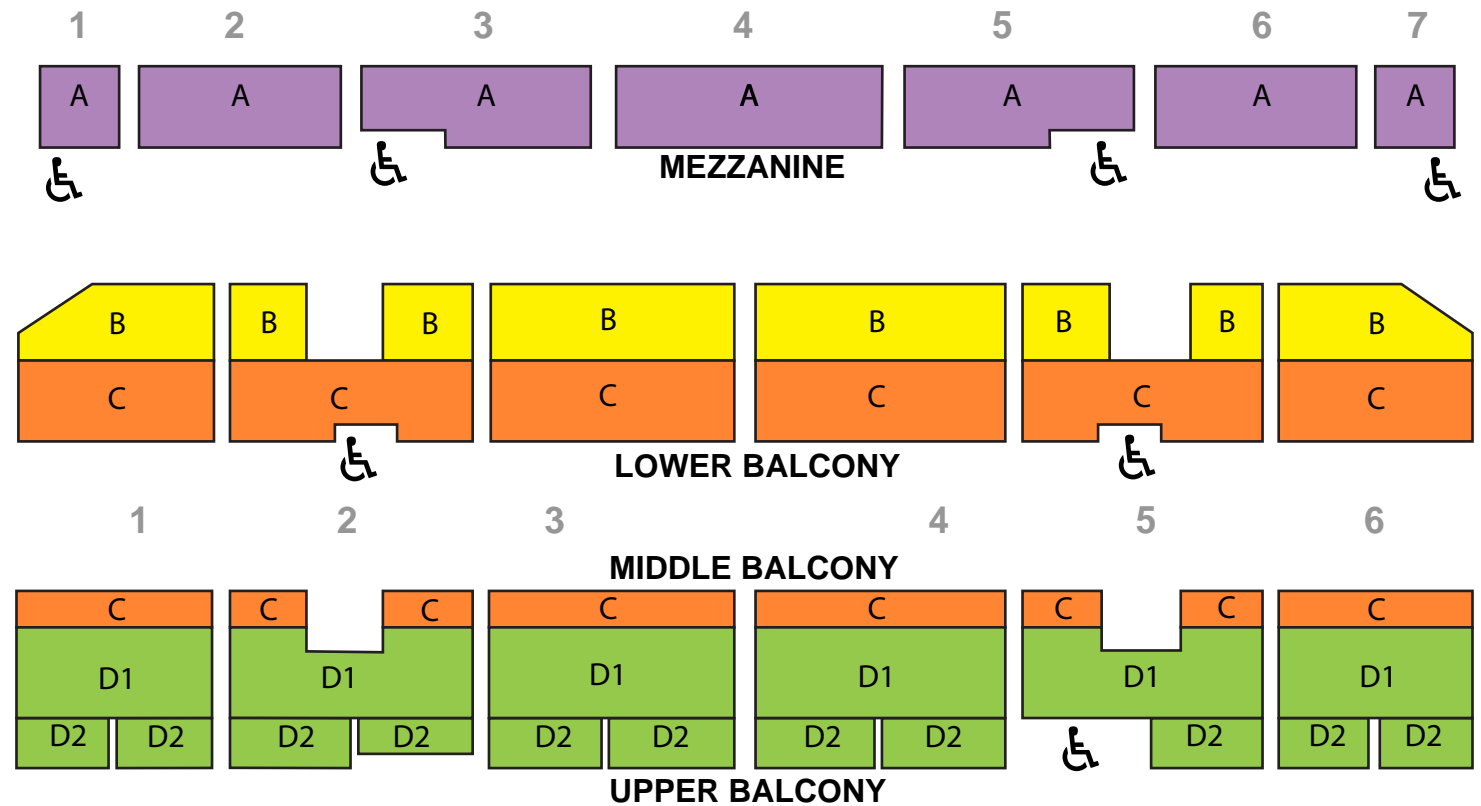 1 2 3 4 5 6 7
A A A A A A A
MEZZANINE
B B B B B B B B
C C C C C C
LOWER BALCONY
1 2 3 4 5 6
MIDDLE BALCONY
C C C C C C C C
D1 D1 D1 D1 D1 D1
D2 D2 D2 D2 D2 D2 D2 D2 D2 D2 D2
UPPER BALCONY